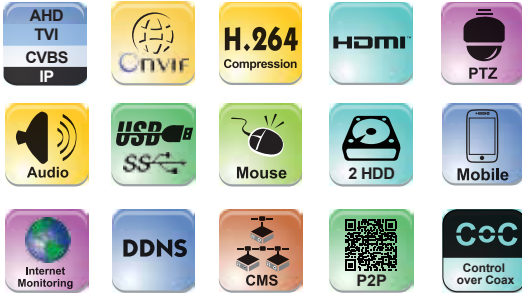 AHD
TVI
CVBS
IP
Onvif
H.264
Compression
HDMI
PTZ
Audio
USB
SS
Mouse
2 HDD
Mobile
Internet
Monitoring
DDNS
CMS
P2P
CoC
Control
over Coax